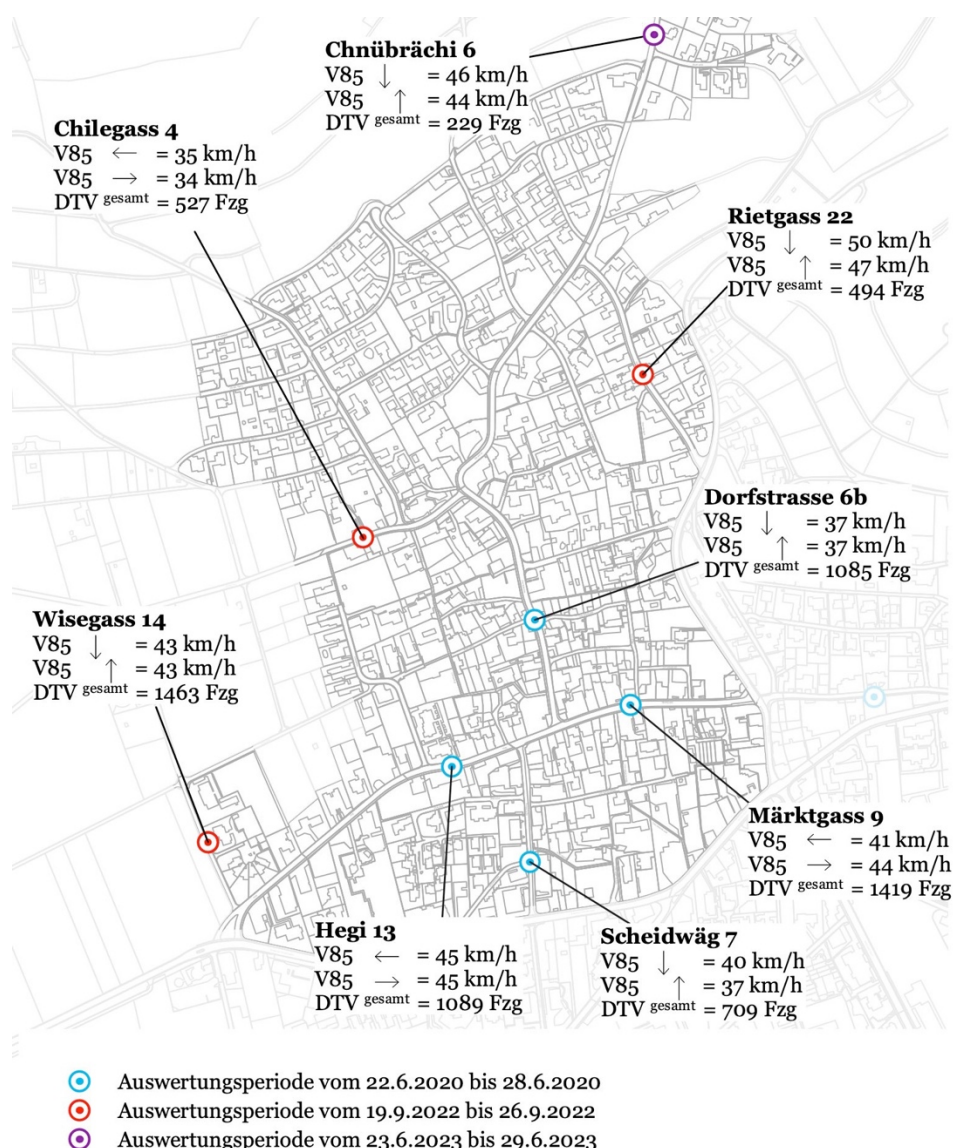 Chnübrächi 6
V85 ↓ = 46 km/h
V85 ↑ = 44 km/h
DTV gesamt = 229 Fzg
Chilegass 4
V85 ← = 35 km/h
V85 → = 34 km/h
DTV gesamt = 527 Fzg
Rietgass 22
V85 ↓ = 50 km/h
V85 ↑ = 47 km/h
DTV gesamt = 494 Fzg
Dorfstrasse 6b
V85 ↓ = 37 km/h
V85 ↑ = 37 km/h
DTV gesamt = 1085 Fzg
Wisegass 14
V85 ↓ = 43 km/h
V85 ↑ = 43 km/h
DTV gesamt = 1463 Fzg
Märktgass 9
V85 ← = 41 km/h
V85 → = 44 km/h
DTV gesamt = 1419 Fzg
Hegi 13
V85 ← = 45 km/h
V85 → = 45 km/h
DTV gesamt = 1089 Fzg
Scheidwäg 7
V85 ↓ = 40 km/h
V85 ↑ = 37 km/h
DTV gesamt = 709 Fzg
Auswertungsperiode vom 22.6.2020 bis 28.6.2020
Auswertungsperiode vom 19.9.2022 bis 26.9.2022
Auswertungsperiode vom 23.6.2023 bis 29.6.2023